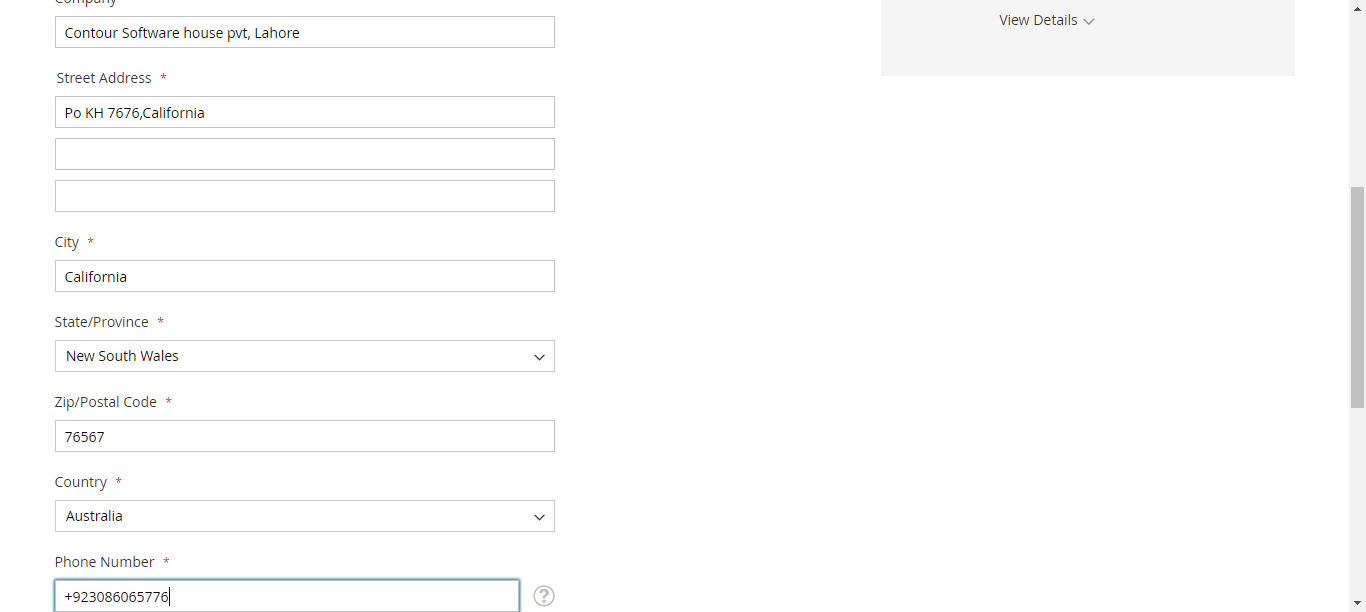 Company
Contour Software house pvt, Lahore
View Details
Street Address *
Po KH 7676,California
City *
California
State/Province *
New South Wales
Zip/Postal Code *
76567
Country *
Australia
Phone Number *
+923086065776
?